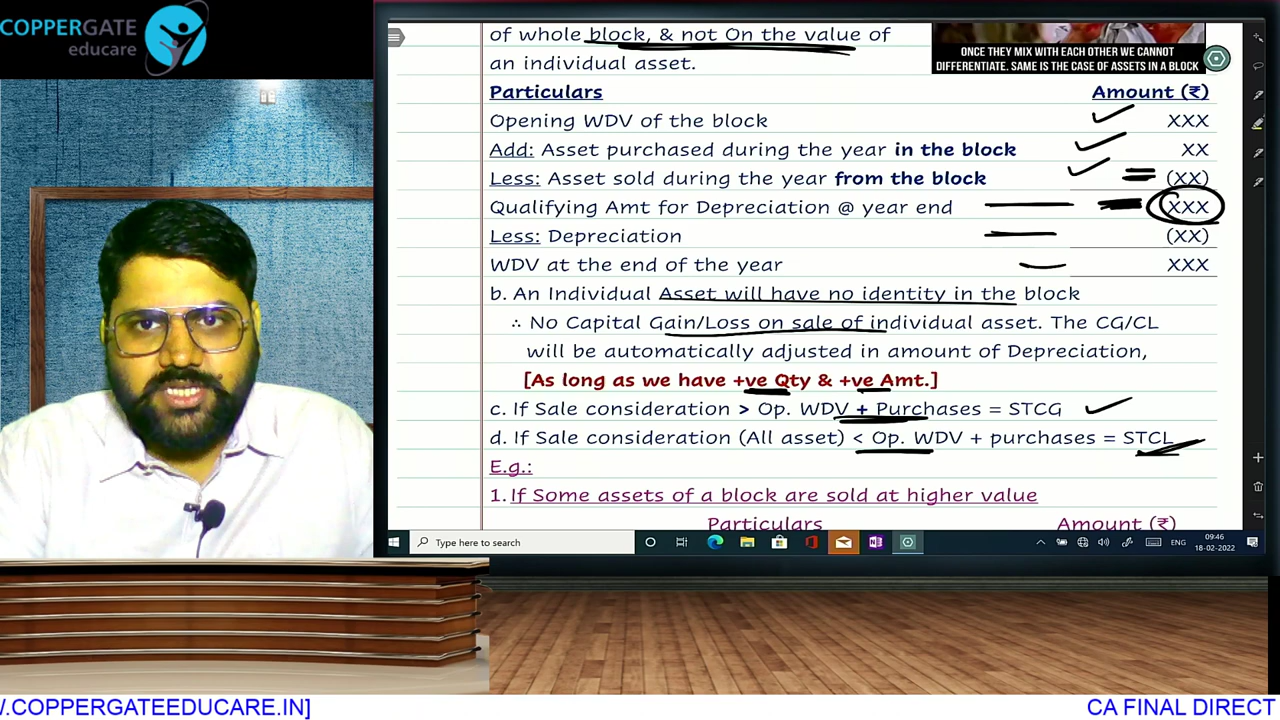 COPPERGATE
educare
of whole block, & not On the value of
an individual asset.
ONCE THEY MIX WITH EACH OTHER WE CANNOT
DIFFERENTIATE. SAME IS THE CASE OF ASSETS IN A BLOCK
Particulars Amount (₹)
Opening WDV of the block XXX
Add: Asset purchased during the year in the block XX
Less: Asset sold during the year from the block (XX)
Qualifying Amt for Depreciation @ year end XXX
Less: Depreciation (XX)
WDV at the end of the year XXX
b. An Individual Asset will have no identity in the block
∴ No Capital Gain/Loss on sale of individual asset. The CG/CL
will be automatically adjusted in amount of Depreciation,
[As long as we have +ve Qty & +ve Amt.]
c. If Sale consideration > Op. WDV + Purchases = STCG
d. If Sale consideration (All asset) < Op. WDV + purchases = STCL
E.g.:
1. If Some assets of a block are sold at higher value
Particulars Amount (₹)
Type here to search
ENG
09:46
18-02-2022
.COPPERGATEEDUCARE.IN]
CA FINAL DIRECT